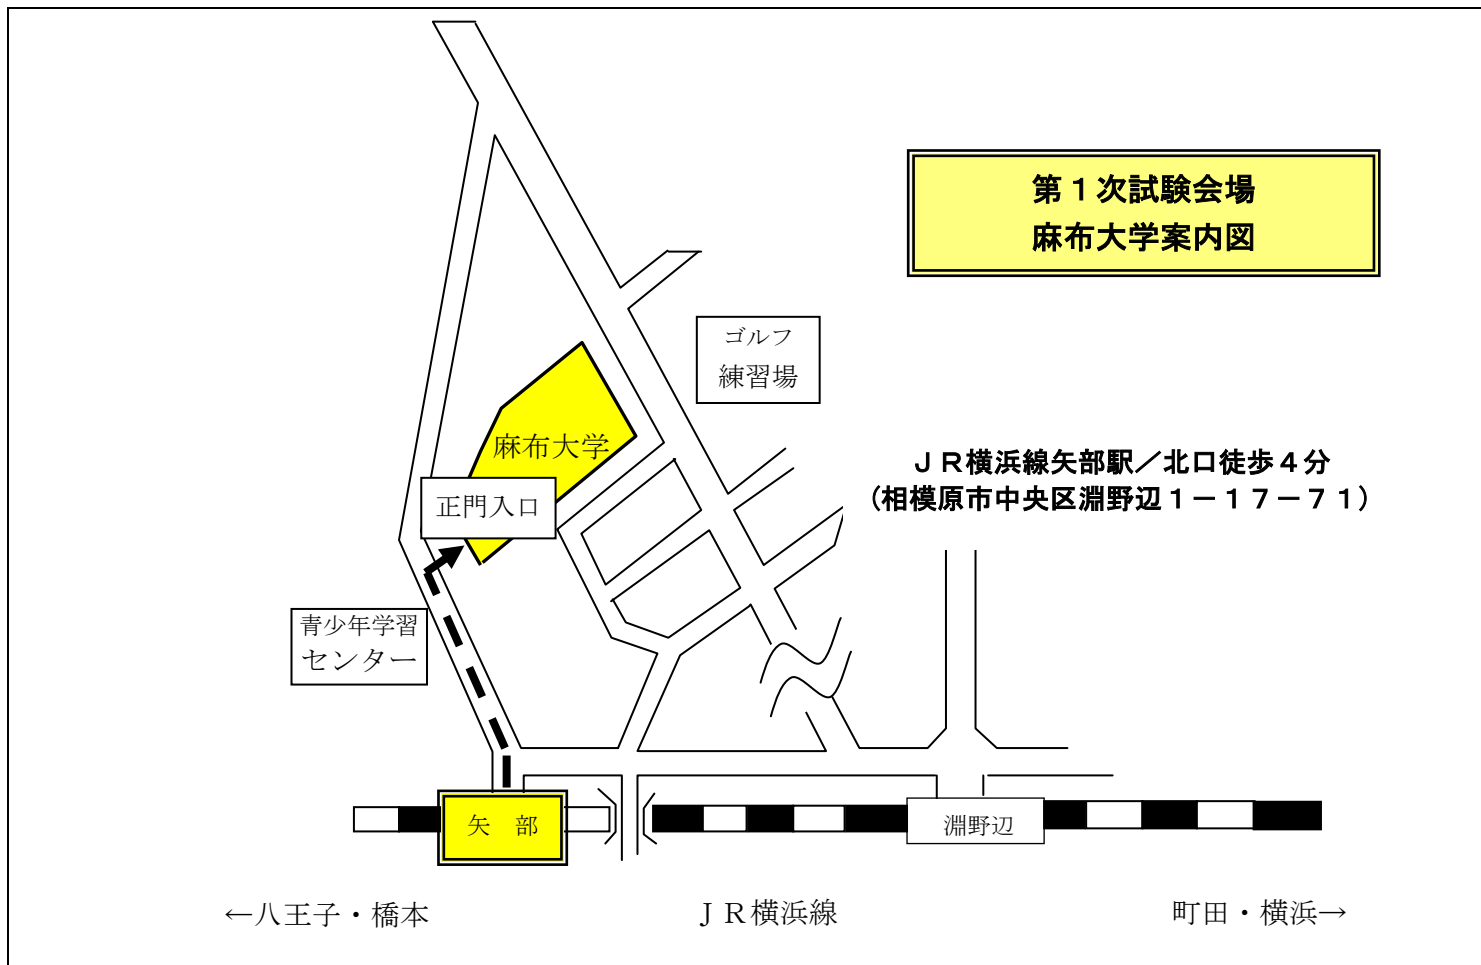 第１次試験会場
麻布大学案内図
ゴルフ
練習場
麻布大学
ＪＲ横浜線矢部駅／北口徒歩４分
（相模原市中央区淵野辺１－１７－７１）
正門入口
青少年学習
センター
矢　部
淵野辺
←八王子・橋本
ＪＲ横浜線
町田・横浜→